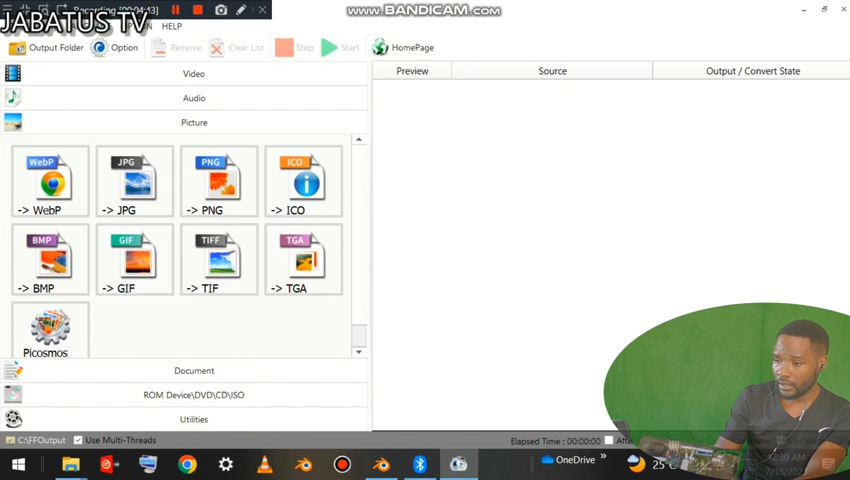 Recording [00:04:43]
www.BANDICAM.com
JABATUS TV
HELP
Output Folder
Option
Remove
Clear List
Stop
Start
HomePage
Video
Audio
Picture
Preview
Source
Output / Convert State
WebP
-> WebP
JPG
-> JPG
PNG
-> PNG
ICO
-> ICO
BMP
-> BMP
GIF
-> GIF
TIFF
-> TIF
TGA
-> TGA
Picosmos
Document
ROM Device\DVD\CD\ISO
Utilities
C:\FFOutput
Use Multi-Threads
Elapsed Time : 00:00:00
OneDrive